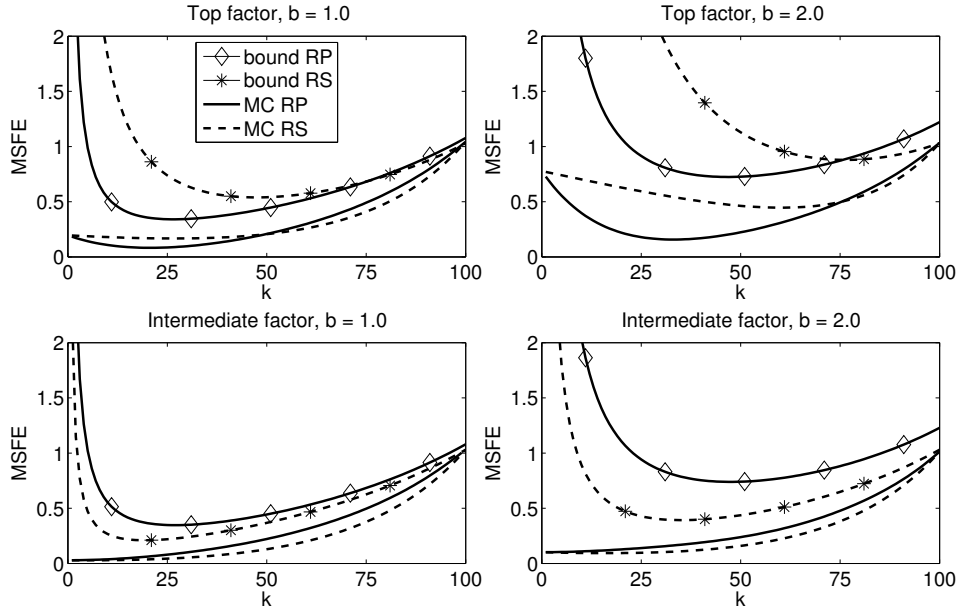 Top factor, b = 1.0
MSFE
2
1.5
1
0.5
0
bound RP
bound RS
MC RP
MC RS
0 25 50 75 100
k
Top factor, b = 2.0
MSFE
2
1.5
1
0.5
0
0 25 50 75 100
k
Intermediate factor, b = 1.0
MSFE
2
1.5
1
0.5
0
0 25 50 75 100
k
Intermediate factor, b = 2.0
MSFE
2
1.5
1
0.5
0
0 25 50 75 100
k